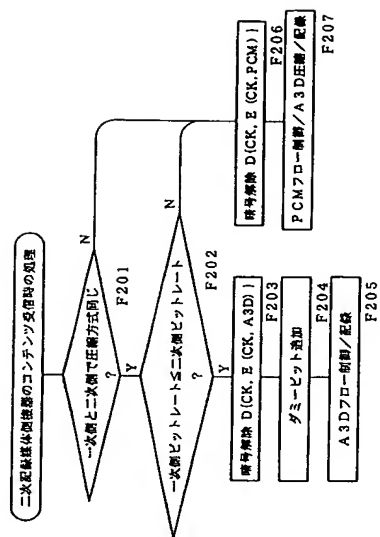 二次記録媒体側機器のコンテンツ受信時の処理
一次側と二次側で圧縮方式同じ
?
F201
N
Y
一次側ビットレート≦二次側ビットレート
?
F202
N
Y
暗号解除 D{CK, E (CK, A3D)}
F203
ダミービット追加
F204
A3Dフロー制御/記録
F205
暗号解除 D{CK, E (CK, PCM)}
F206
PCMフロー制御/A3D圧縮/記録
F207